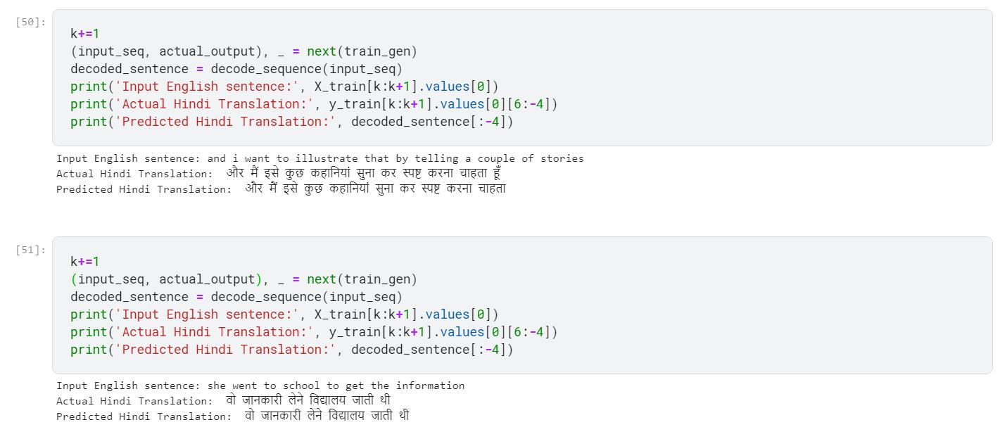 [50]:
k+=1
(input_seq, actual_output), _ = next(train_gen)
decoded_sentence = decode_sequence(input_seq)
print('Input English sentence:', X_train[k:k+1].values[0])
print('Actual Hindi Translation:', y_train[k:k+1].values[0][6:-4])
print('Predicted Hindi Translation:', decoded_sentence[:-4])
Input English sentence: and i want to illustrate that by telling a couple of stories
Actual Hindi Translation:  और मैं इसे कुछ कहानियां सुना कर स्पष्ट करना चाहता हूँ
Predicted Hindi Translation:  और मैं इसे कुछ कहानियां सुना कर स्पष्ट करना चाहता
[51]:
k+=1
(input_seq, actual_output), _ = next(train_gen)
decoded_sentence = decode_sequence(input_seq)
print('Input English sentence:', X_train[k:k+1].values[0])
print('Actual Hindi Translation:', y_train[k:k+1].values[0][6:-4])
print('Predicted Hindi Translation:', decoded_sentence[:-4])
Input English sentence: she went to school to get the information
Actual Hindi Translation:  वो जानकारी लेने विद्यालय जाती थी
Predicted Hindi Translation:  वो जानकारी लेने विद्यालय जाती थी